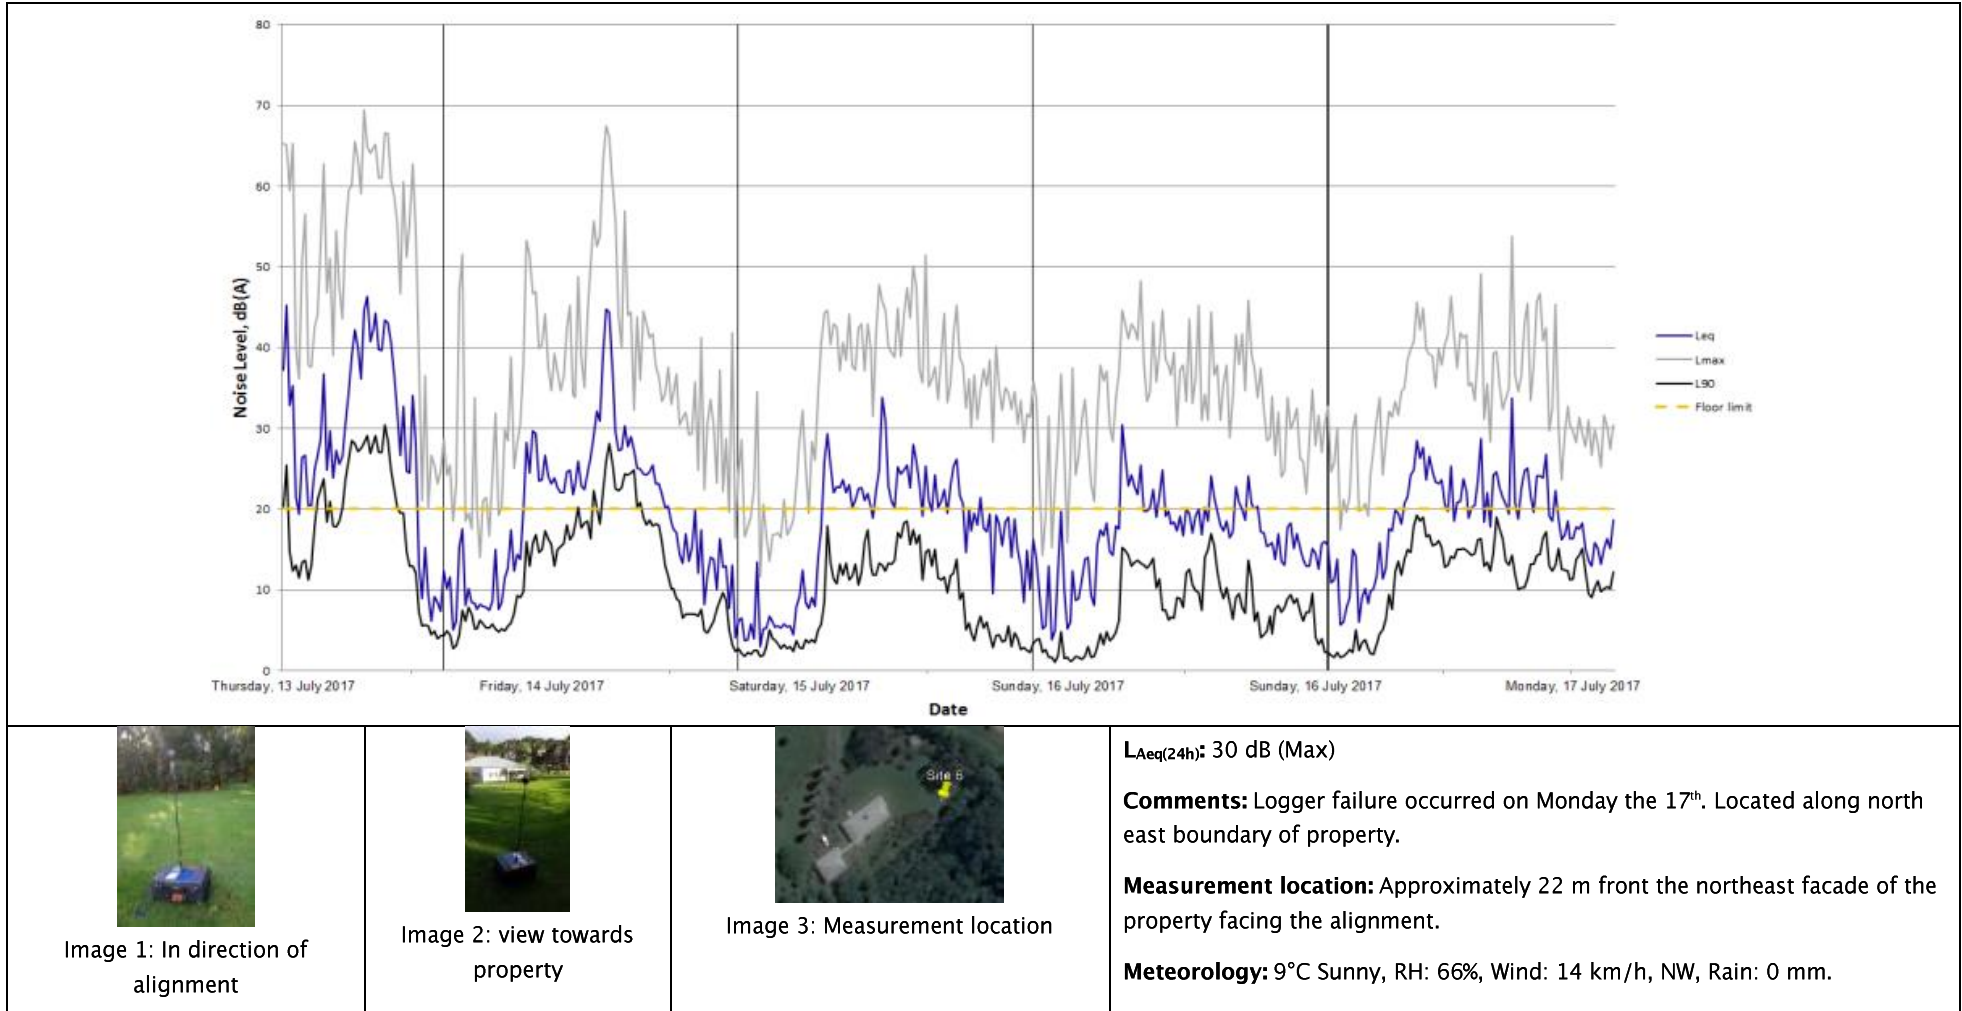 80
70
60
50
40
30
20
10
0
Noise Level, dB(A)
Leq
Lmax
L90
Floor limit
Thursday, 13 July 2017
Friday, 14 July 2017
Saturday, 15 July 2017
Sunday, 16 July 2017
Sunday, 16 July 2017
Monday, 17 July 2017
Date
Image 1: In direction of
alignment
Image 2: view towards
property
Site 6
Image 3: Measurement location
LAeq(24h): 30 dB (Max)
Comments: Logger failure occurred on Monday the 17th. Located along north
east boundary of property.
Measurement location: Approximately 22 m front the northeast facade of the
property facing the alignment.
Meteorology: 9°C Sunny, RH: 66%, Wind: 14 km/h, NW, Rain: 0 mm.